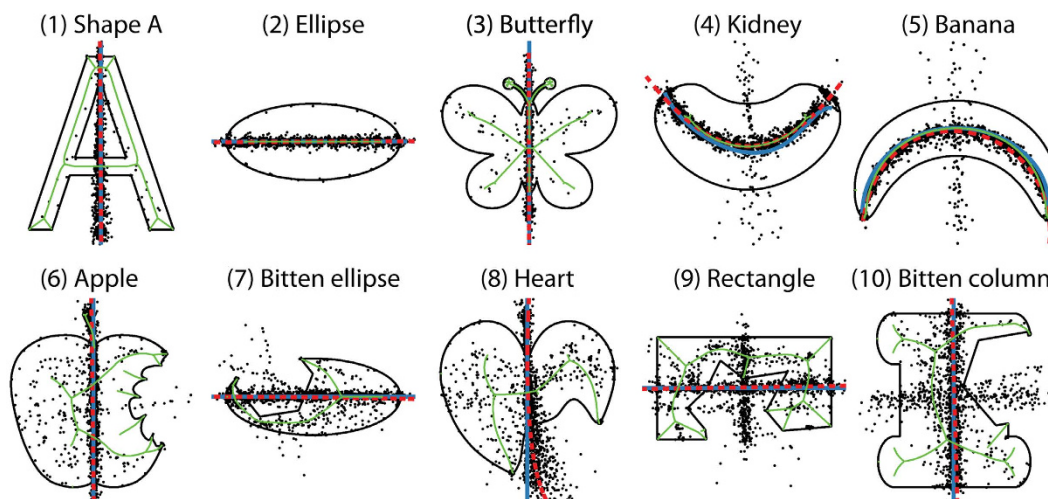 (1) Shape A
(2) Ellipse
(3) Butterfly
(4) Kidney
(5) Banana
(6) Apple
(7) Bitten ellipse
(8) Heart
(9) Rectangle
(10) Bitten column